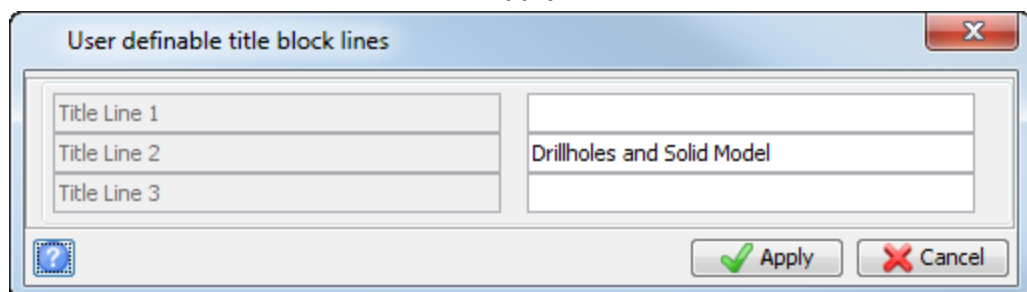 User definable title block lines
Title Line 1
Title Line 2 Drillholes and Solid Model
Title Line 3
? Apply Cancel